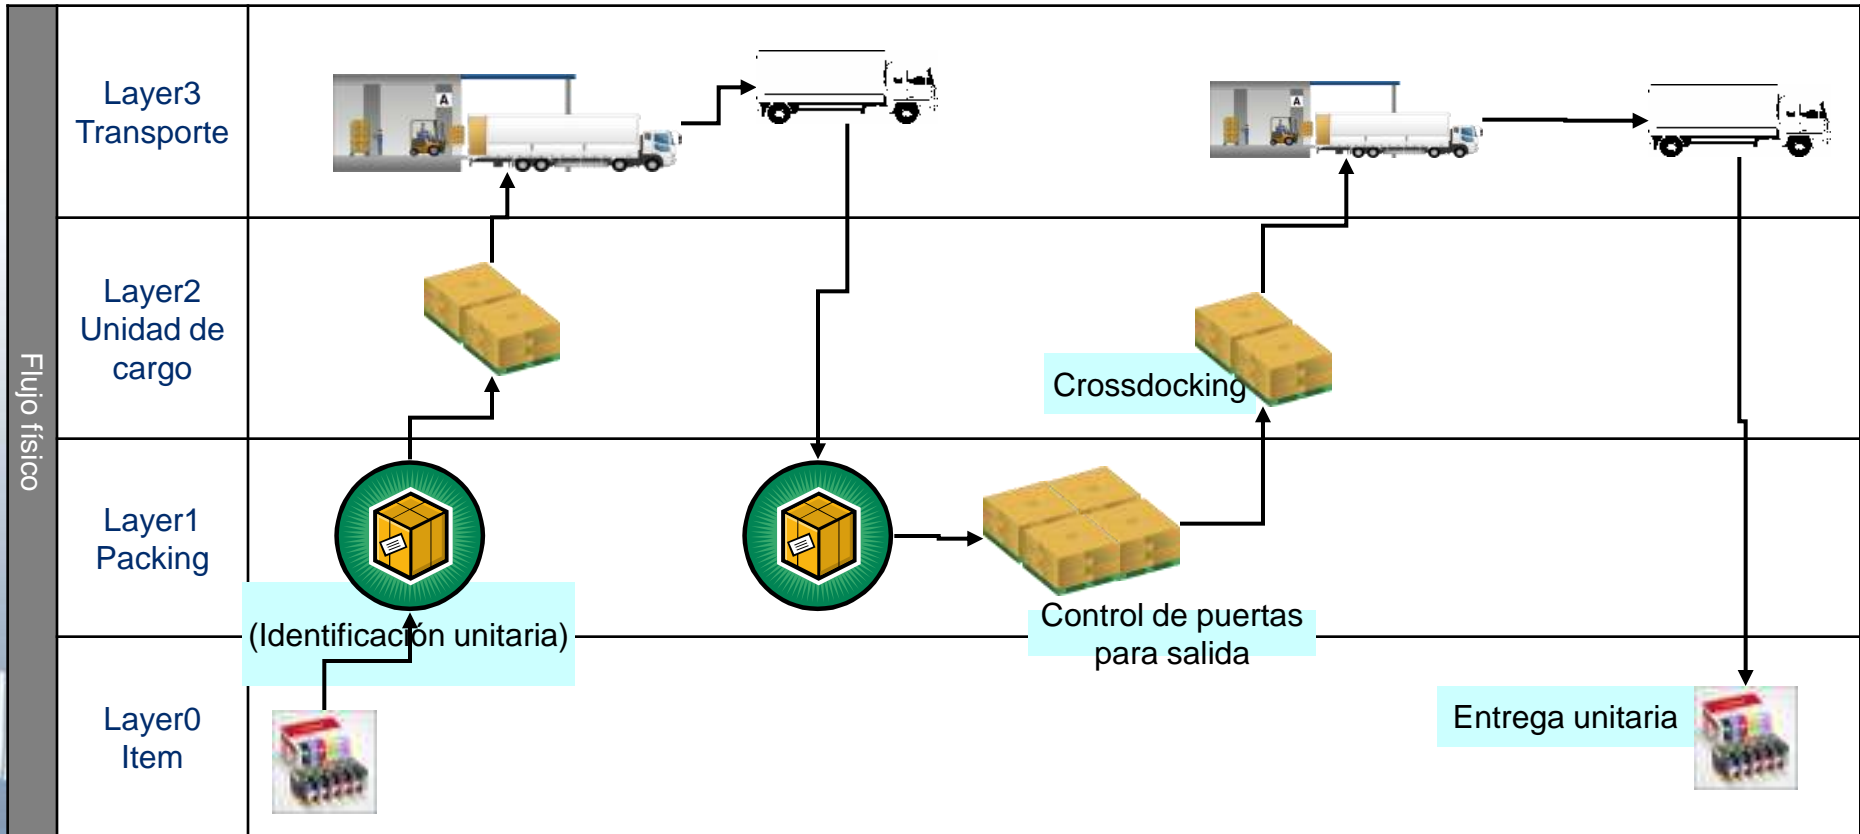 Flujo físico
Layer3
Transporte
A
A
Layer2
Unidad de
cargo
Crossdocking
Layer1
Packing
(Identificación unitaria)
Control de puertas
para salida
Layer0
Item
Entrega unitaria